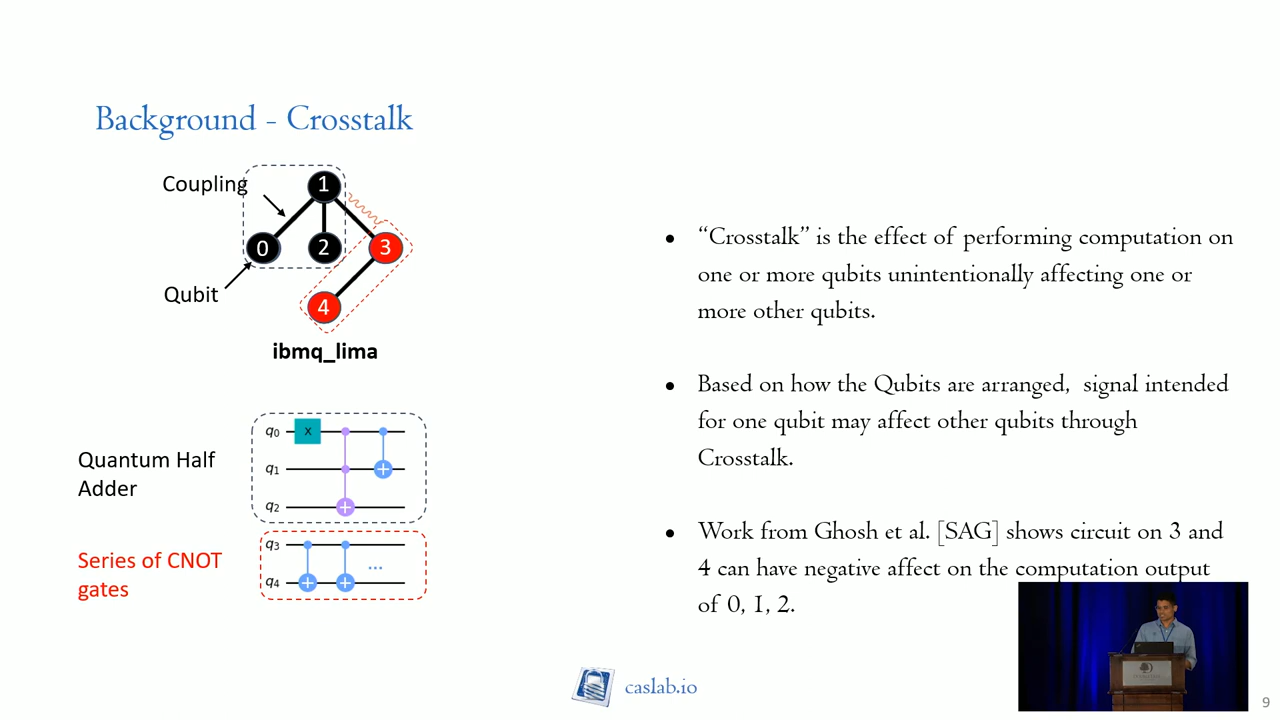 Background - Crosstalk
Coupling
1
0
2
3
Qubit
4
ibmq_lima
Quantum Half
Adder
q0
X
q1
q2
Series of CNOT
gates
q3
q4
...
● “Crosstalk” is the effect of performing computation on
one or more qubits unintentionally affecting one or
more other qubits.
● Based on how the Qubits are arranged, signal intended
for one qubit may affect other qubits through
Crosstalk.
● Work from Ghosh et al. [SAG] shows circuit on 3 and
4 can have negative affect on the computation output
of 0, 1, 2.
caslab.io
9